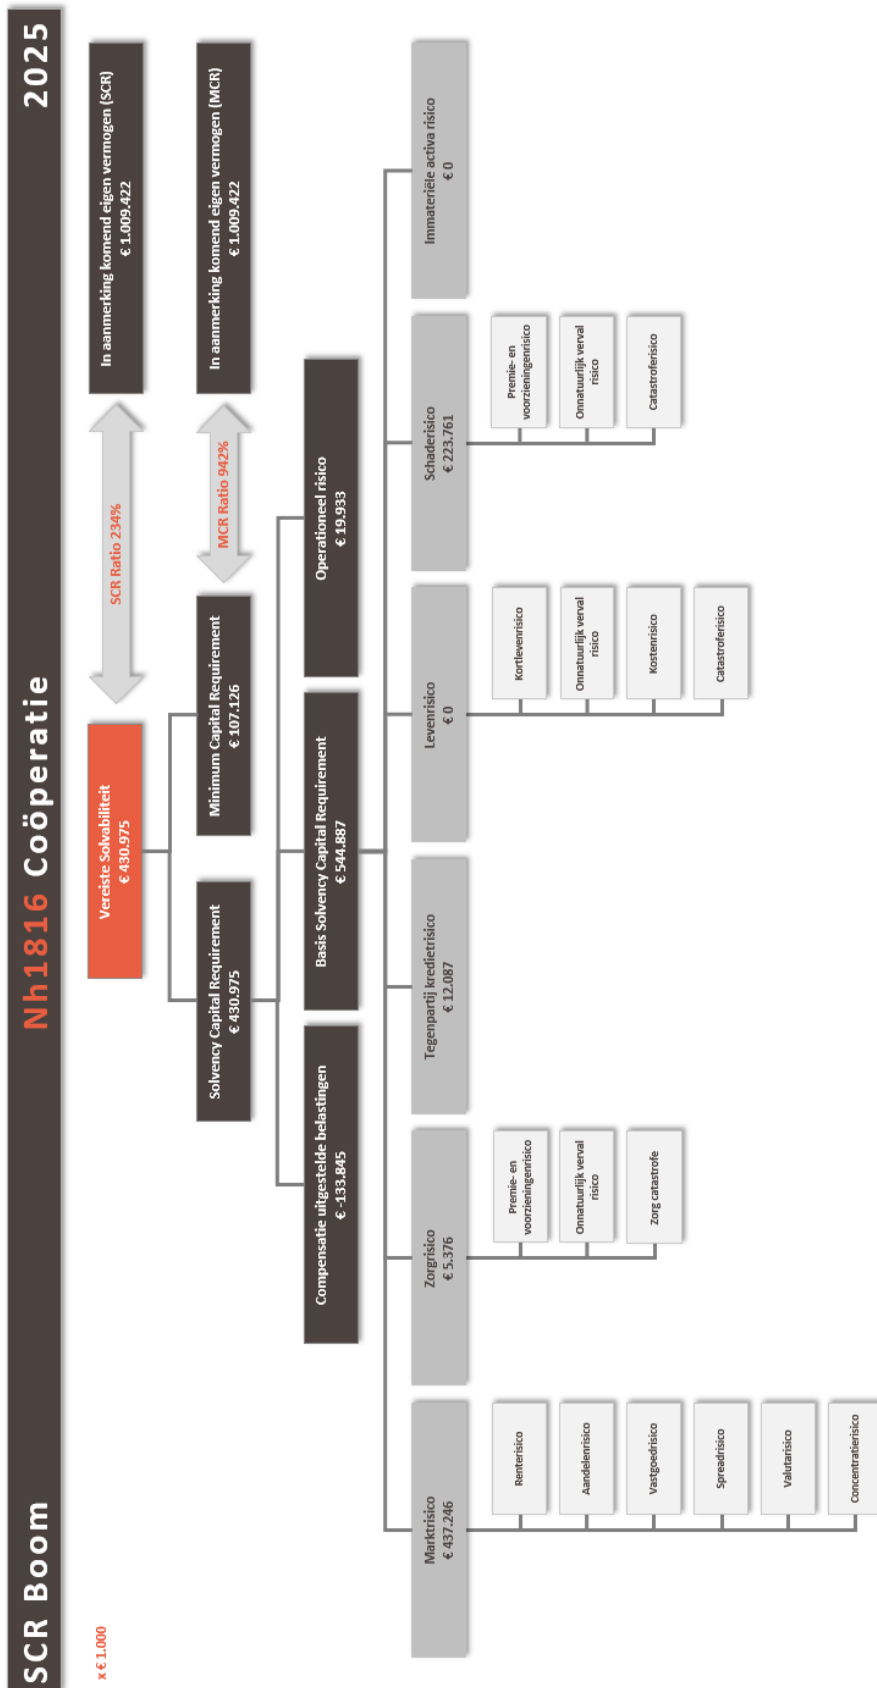 SCR Boom Nh1816 Coöperatie 2025
x € 1.000
Vereiste Solvabiliteit
€ 430.975
SCR Ratio 234%
In aanmerking komend eigen vermogen (SCR)
€ 1.009.422
Solvency Capital Requirement
€ 430.975
Minimum Capital Requirement
€ 107.126
MCR Ratio 942%
In aanmerking komend eigen vermogen (MCR)
€ 1.009.422
Compensatie uitgestelde belastingen
€ -133.845
Basis Solvency Capital Requirement
€ 544.887
Operationeel risico
€ 19.933
Marktrisico
€ 437.246
Zorgrisico
€ 5.376
Tegenpartij kredietrisico
€ 12.087
Levenrisico
€ 0
Schaderisico
€ 223.761
Immateriële activa risico
€ 0
Renterisico
Aandelenrisico
Vastgoedrisico
Spreadrisico
Valutarisico
Concentratierisico
Premie- en
voorzieningenrisico
Onnatuurlijk verval
risico
Zorg catastrofe
Kortlevenrisico
Onnatuurlijk verval
risico
Kostenrisico
Catastroferisico
Premie- en
voorzieningenrisico
Onnatuurlijk verval
risico
Catastroferisico